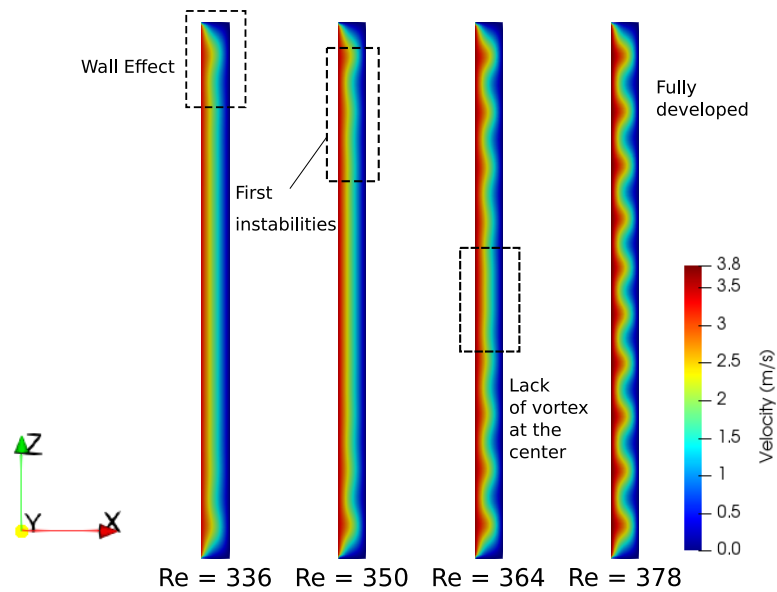 Wall Effect
First
instabilities
Fully
developed
Lack
of vortex
at the
center
3.8
3.5
3
2.5
2
1.5
1
0.5
0.0
Velocity (m/s)
Z
Y
X
Re = 336
Re = 350
Re = 364
Re = 378